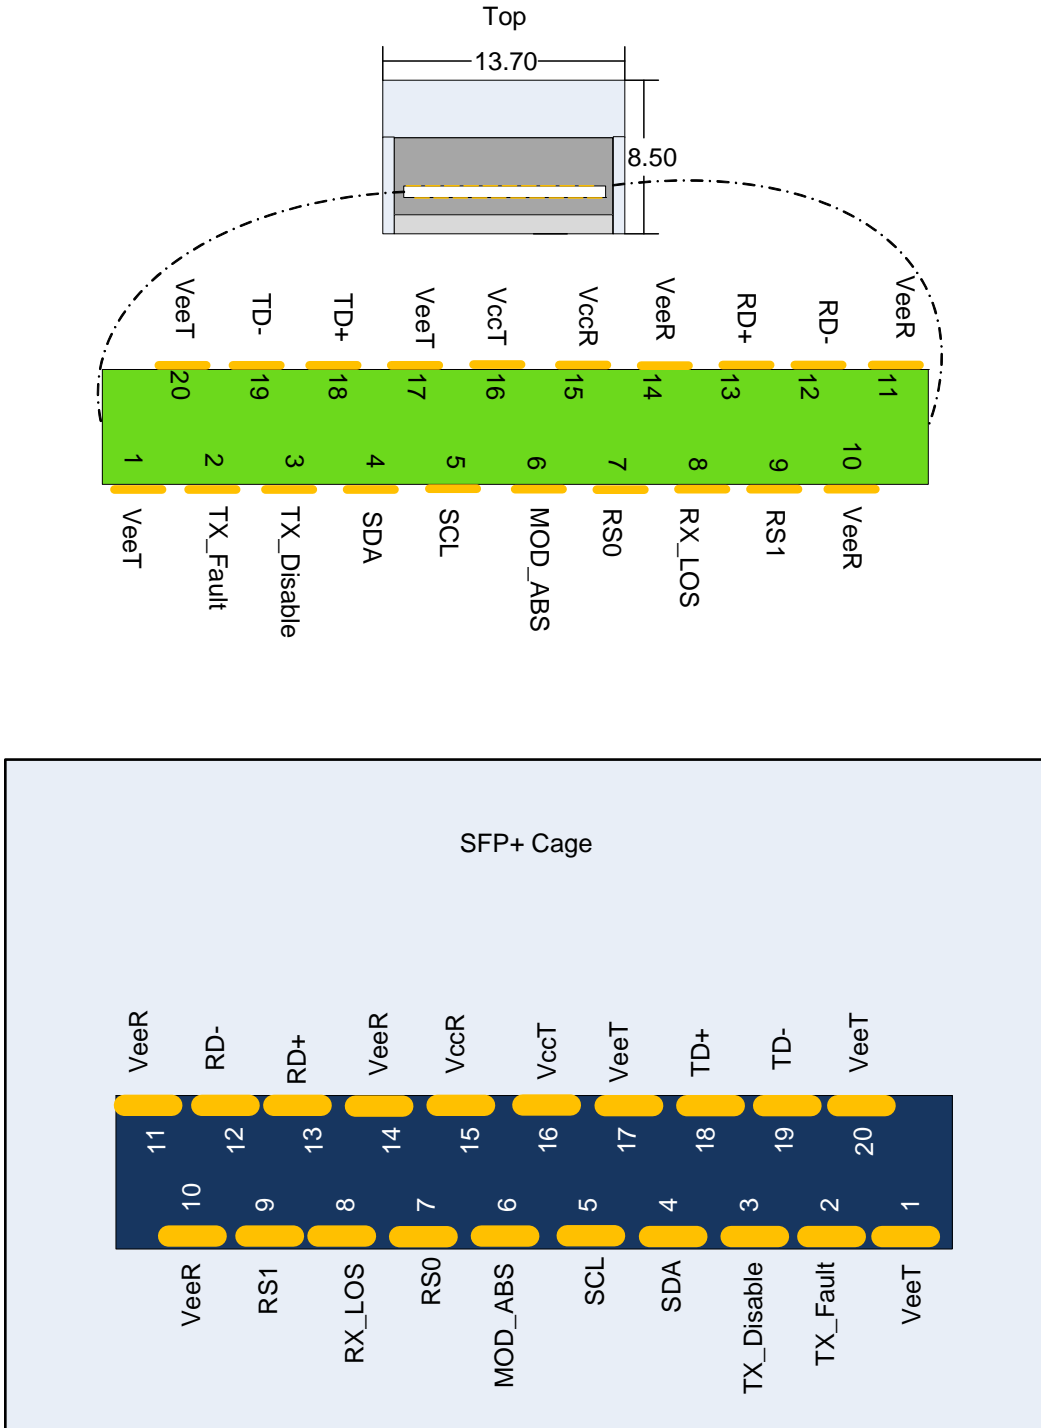 Top
13.70
8.50
VeeT
TD-
TD+
VeeT
VccT
VccR
VeeR
RD+
RD-
VeeR
20
19
18
17
16
15
14
13
12
11
1
2
3
4
5
6
7
8
9
10
VeeT
TX_Fault
TX_Disable
SDA
SCL
MOD_ABS
RS0
RX_LOS
RS1
VeeR
SFP+ Cage
VeeR
RD-
RD+
VeeR
VccR
VccT
VeeT
TD+
TD-
VeeT
11
12
13
14
15
16
17
18
19
20
10
9
8
7
6
5
4
3
2
1
VeeR
RS1
RX_LOS
RS0
MOD_ABS
SCL
SDA
TX_Disable
TX_Fault
VeeT